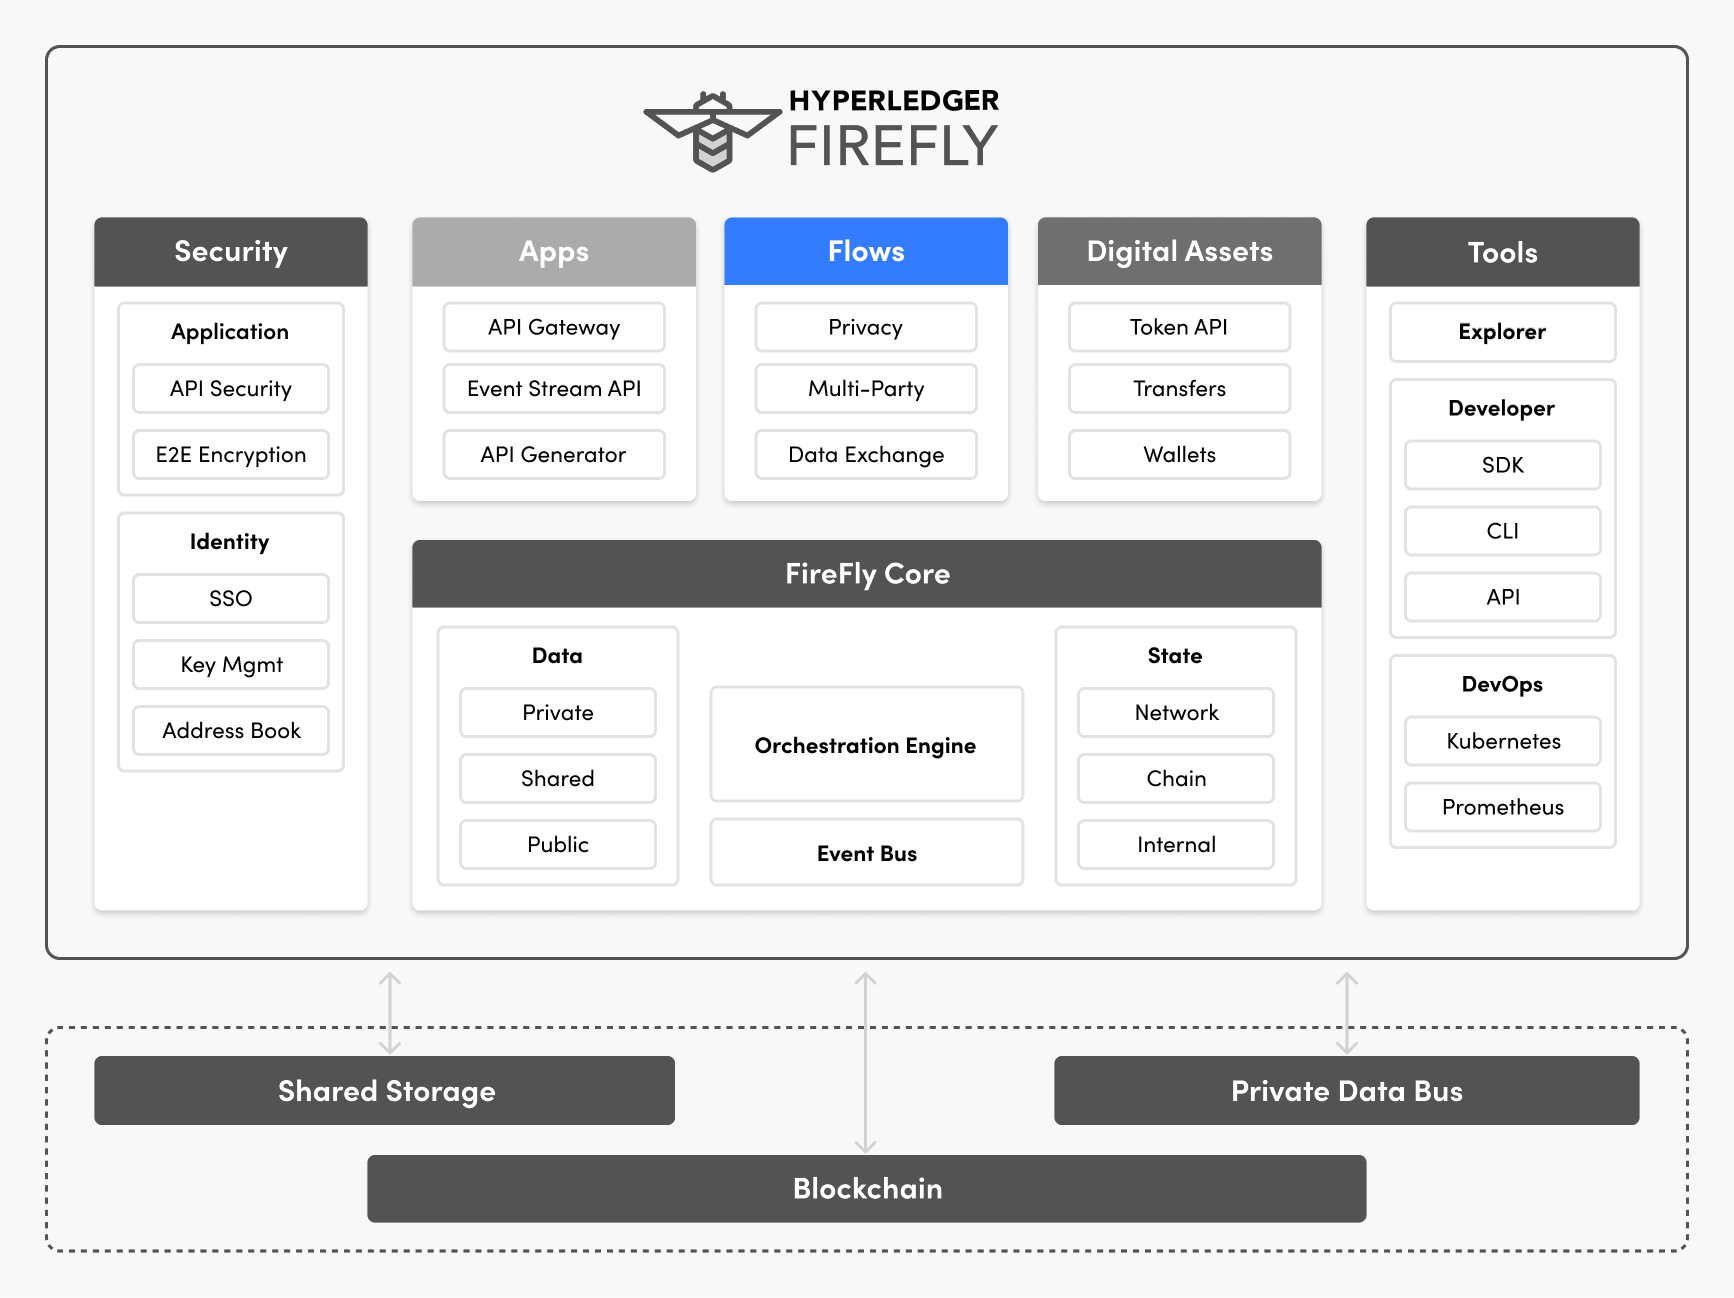 HYPERLEDGER
FIREFLY
Security
Application
API Security
E2E Encryption
Identity
SSO
Key Mgmt
Address Book
Apps
API Gateway
Event Stream API
API Generator
Flows
Privacy
Multi-Party
Data Exchange
Digital Assets
Token API
Transfers
Wallets
FireFly Core
Data
Private
Shared
Public
Orchestration Engine
Event Bus
State
Network
Chain
Internal
Tools
Explorer
Developer
SDK
CLI
API
DevOps
Kubernetes
Prometheus
Shared Storage
Private Data Bus
Blockchain